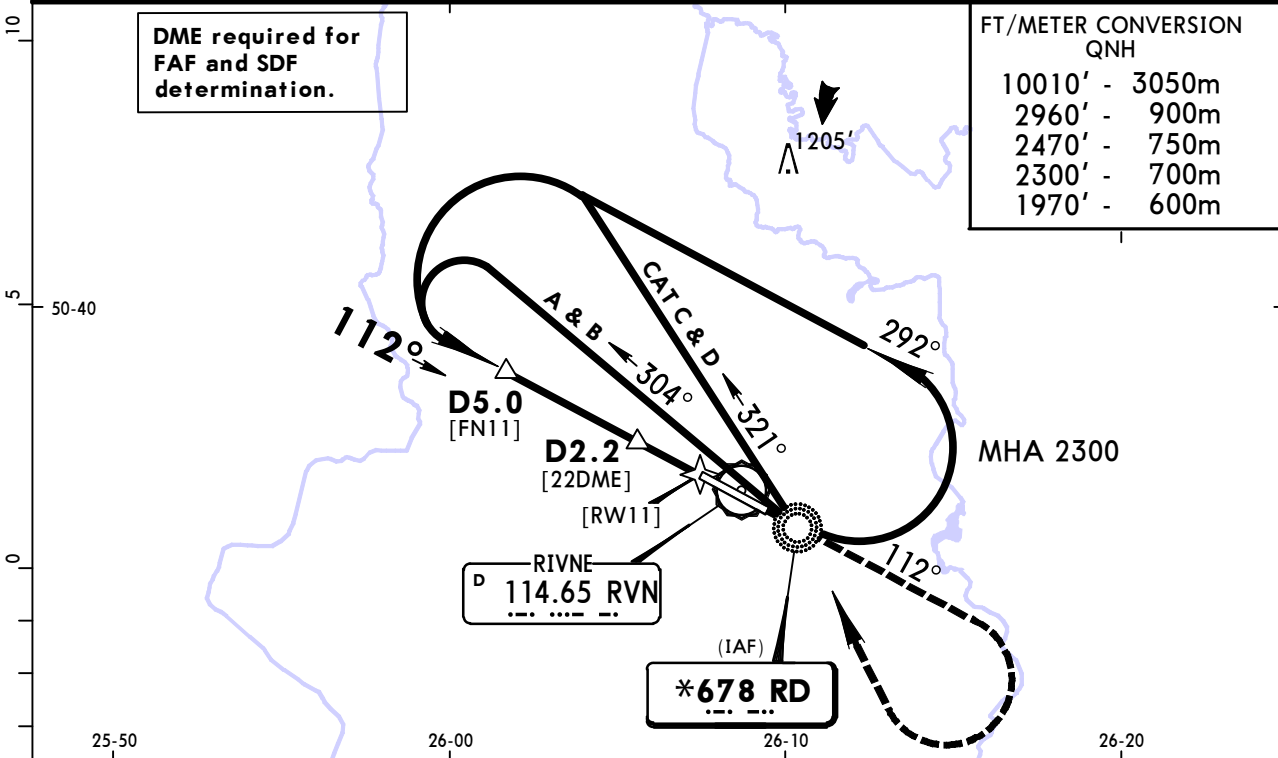 DME required for
FAF and SDF
determination.
FT/METER CONVERSION
QNH
10010' - 3050m
2960' - 900m
2470' - 750m
2300' - 700m
1970' - 600m
10
5
0
1205'
50-40
112°
CAT C & D
321°
A & B
304°
292°
MHA 2300
D5.0
[FN11]
D2.2
[22DME]
[RW11]
RIVNE
D 114.65 RVN
112°
(IAF)
*678 RD
25-50
26-00
26-10
26-20